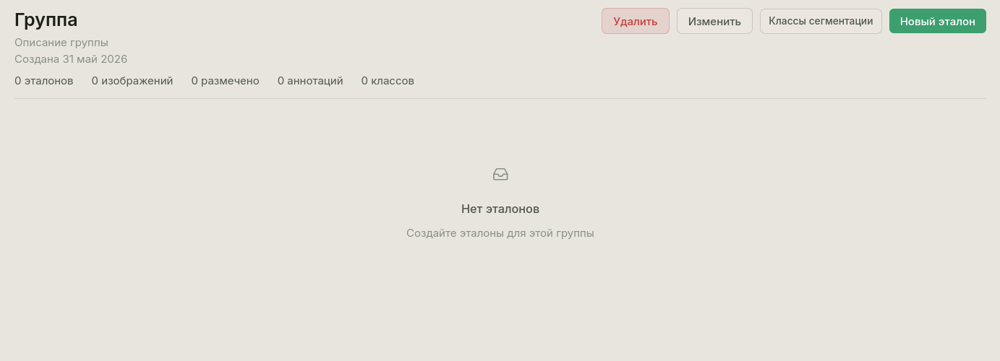 Группа
Удалить
Изменить
Классы сегментации
Новый эталон
Описание группы
Создана 31 май 2026
0 эталонов
0 изображений
0 размечено
0 аннотаций
0 классов
Нет эталонов
Создайте эталоны для этой группы